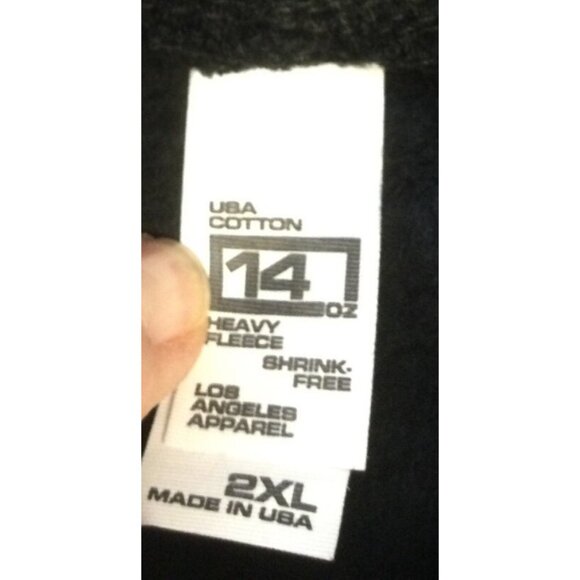 USA
COTTON
14
OZ
HEAVY
FLEECE
SHRINK-
FREE
LOS
ANGELES
APPAREL
2XL
MADE IN USA